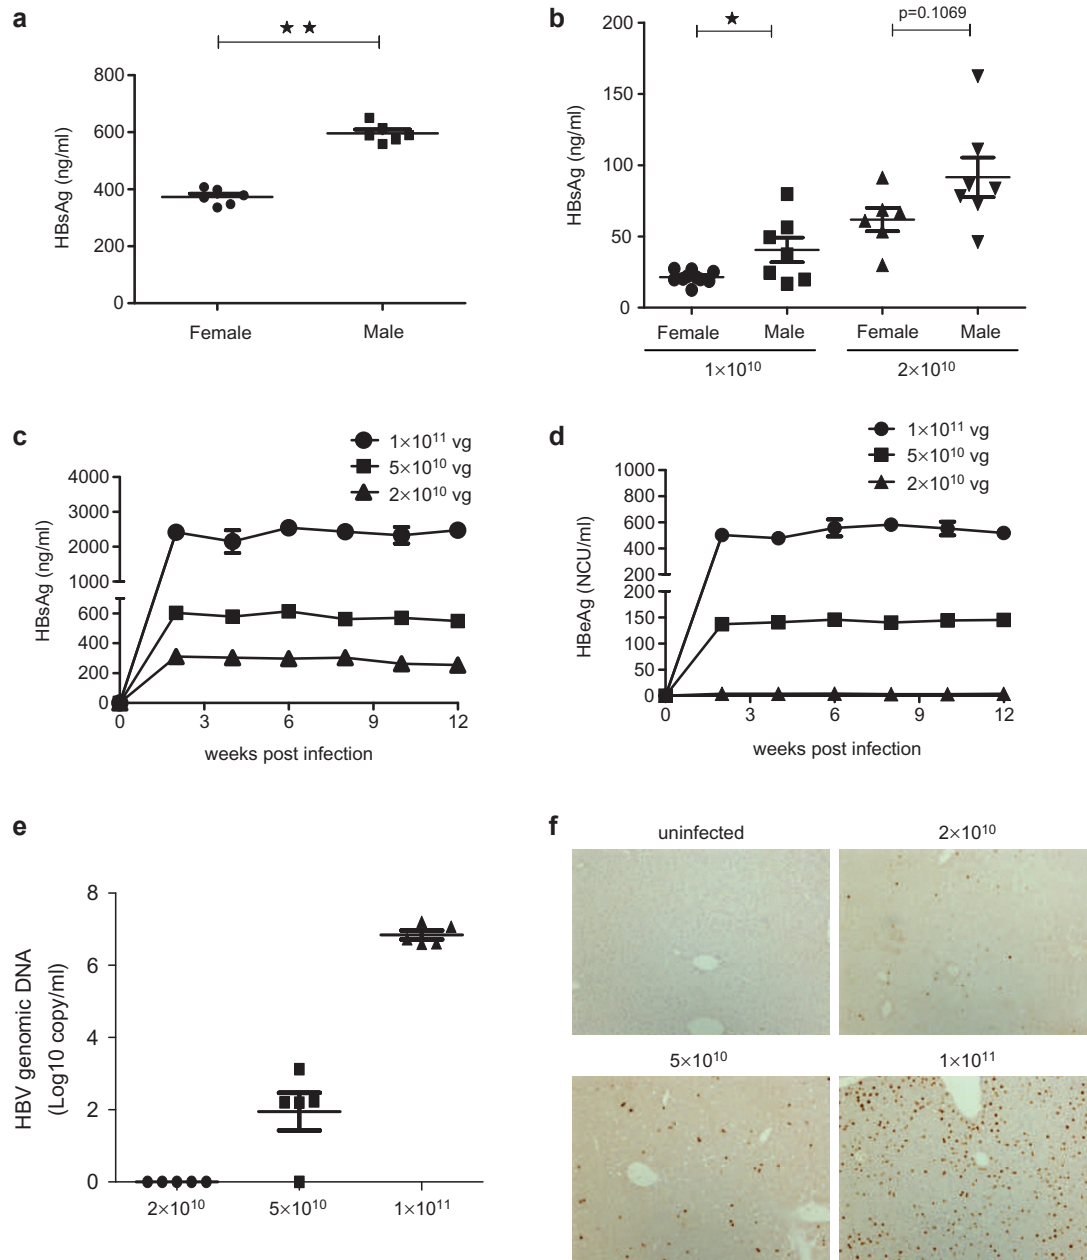 a
★ ★
HBsAg (ng/ml)
800
600
400
200
0
Female Male
b
★ p=0.1069
HBsAg (ng/ml)
200
150
100
50
0
Female Male Female Male
1×10¹⁰ 2×10¹⁰
c
1×10¹¹ vg
5×10¹⁰ vg
2×10¹⁰ vg
HBsAg (ng/ml)
4000
3000
2000
1000
600
400
200
0
0 3 6 9 12
weeks post infection
d
1×10¹¹ vg
5×10¹⁰ vg
2×10¹⁰ vg
HBeAg (NCU/ml)
1000
800
600
400
200
200
150
100
50
0
0 3 6 9 12
weeks post infection
e
HBV genomic DNA
(Log10 copy/ml)
8
6
4
2
0
2×10¹⁰ 5×10¹⁰ 1×10¹¹
f
uninfected 2×10¹⁰
5×10¹⁰ 1×10¹¹